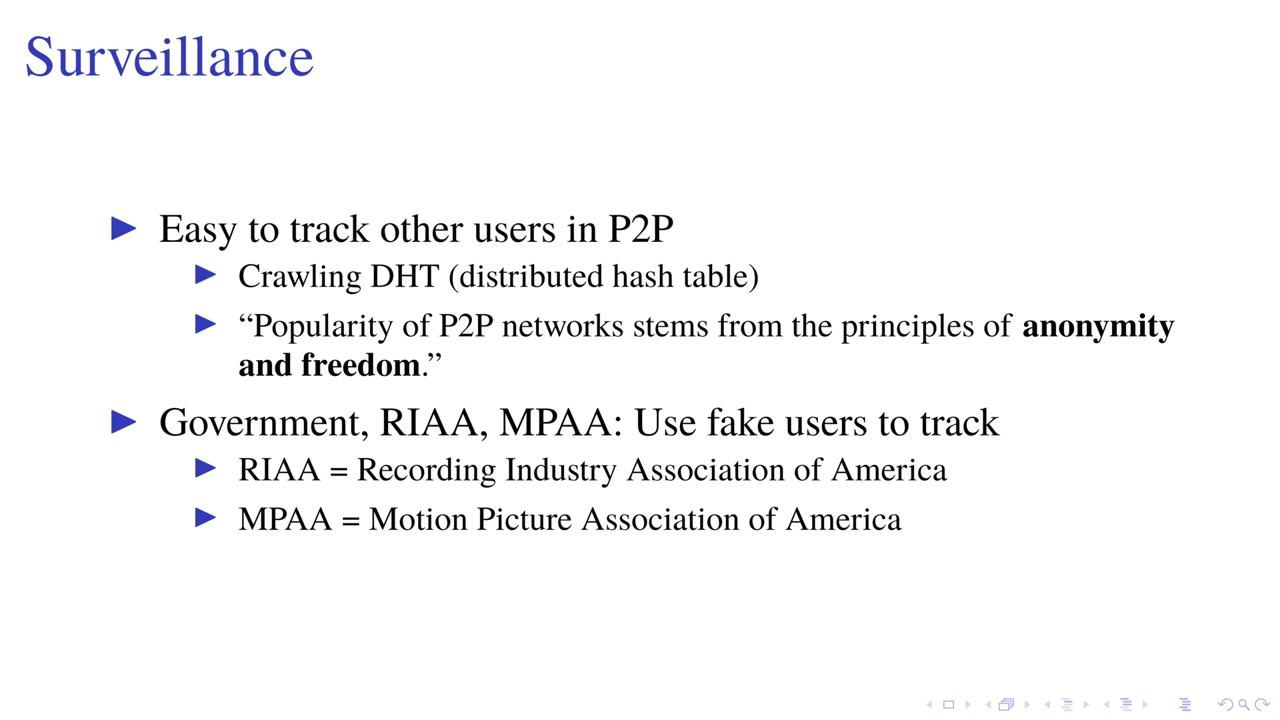 Surveillance
Easy to track other users in P2P
Crawling DHT (distributed hash table)
“Popularity of P2P networks stems from the principles of anonymity
and freedom.”
Government, RIAA, MPAA: Use fake users to track
RIAA = Recording Industry Association of America
MPAA = Motion Picture Association of America